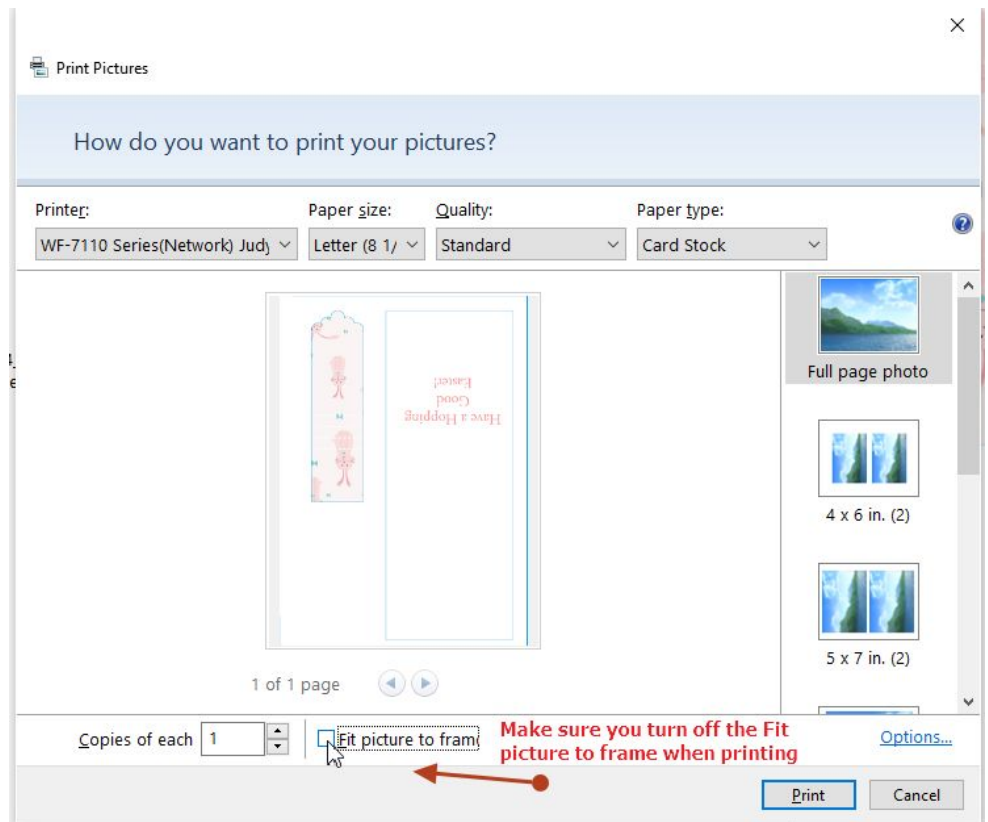 Print Pictures
How do you want to print your pictures?
Printer:
Paper size:
Quality:
Paper type:
WF-7110 Series(Network) Judy
Letter (8 1/
Standard
Card Stock
Have a Hopping
Good
Easter!
Full page photo
4 x 6 in. (2)
5 x 7 in. (2)
1 of 1 page
Copies of each
1
Fit picture to fram
Make sure you turn off the Fit
picture to frame when printing
Options...
Print
Cancel